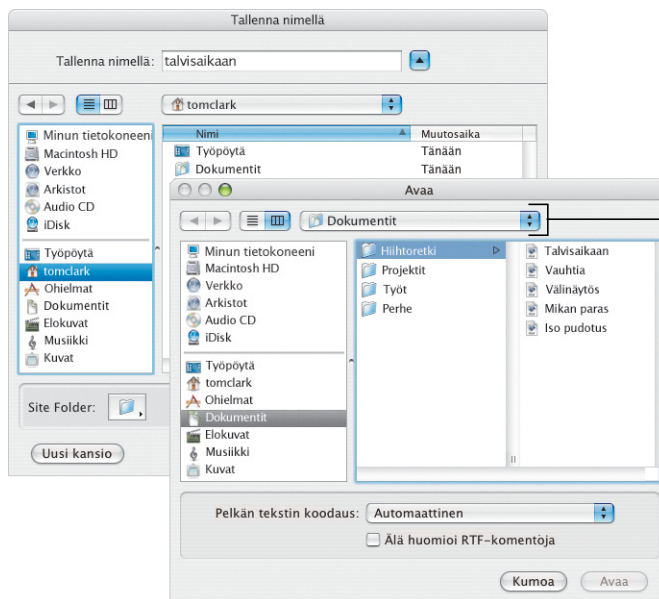 Tallenna nimellä
Tallenna nimellä: talvisaikaan
tomclark
Minun tietokoneeni
Macintosh HD
Verkko
Arkistot
Audio CD
iDisk
Työpöytä
tomclark
Ohjelmat
Dokumentit
Elokuvat
Musiikki
Kuvat
Nimi Muutosaika
Työpöytä Tänään
Dokumentit Tänään
Site Folder:
Uusi kansio
Avaa
Dokumentit
Minun tietokoneeni
Macintosh HD
Verkko
Arkistot
Audio CD
iDisk
Työpöytä
tomclark
Ohjelmat
Dokumentit
Elokuvat
Musiikki
Kuvat
Hiihtoretki
Projektit
Työt
Perhe
Talvisaikaan
Vauhtia
Välinäytös
Mikan paras
Iso pudotus
Pelkän tekstin koodaus: Automaattinen
Älä huomioi RTF-komentoja
Kumoa Avaa